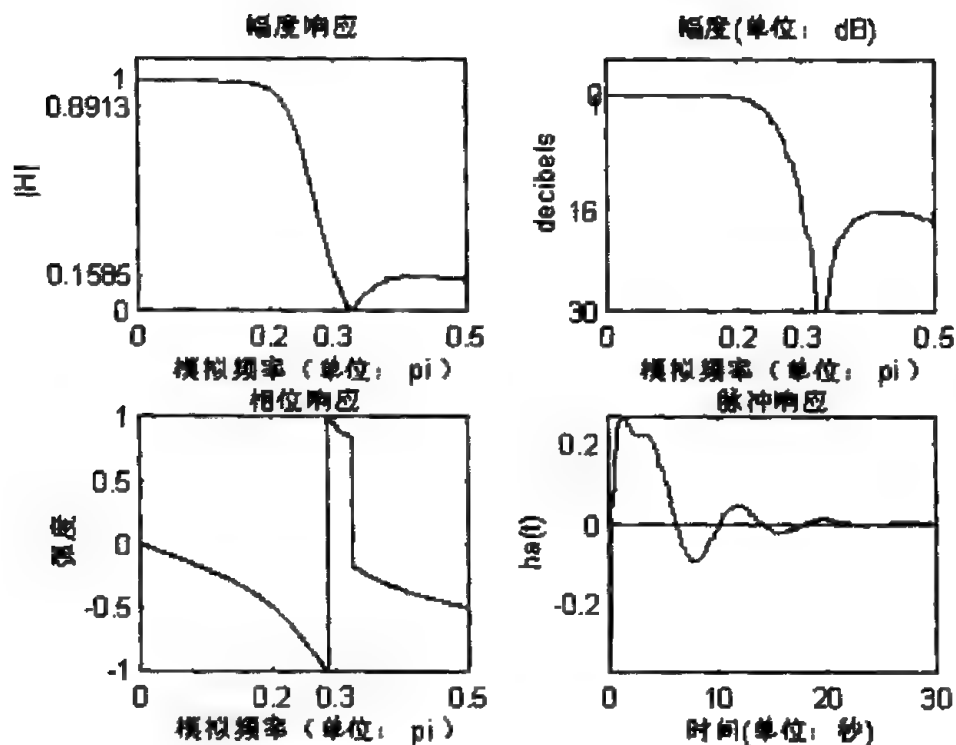 幅度响应
1
0.8913
|H|
0.1585
0
0 0.2 0.3 0.5
模拟频率（单位：pi）
幅度(单位：dB)
0
1
decibels
16
30
0 0.2 0.3 0.5
模拟频率（单位：pi）
相位响应
1
0.5
弧度
0
-0.5
-1
0 0.2 0.3 0.5
模拟频率（单位：pi）
脉冲响应
0.2
ha(t)
0
-0.2
0 10 20 30
时间(单位：秒)